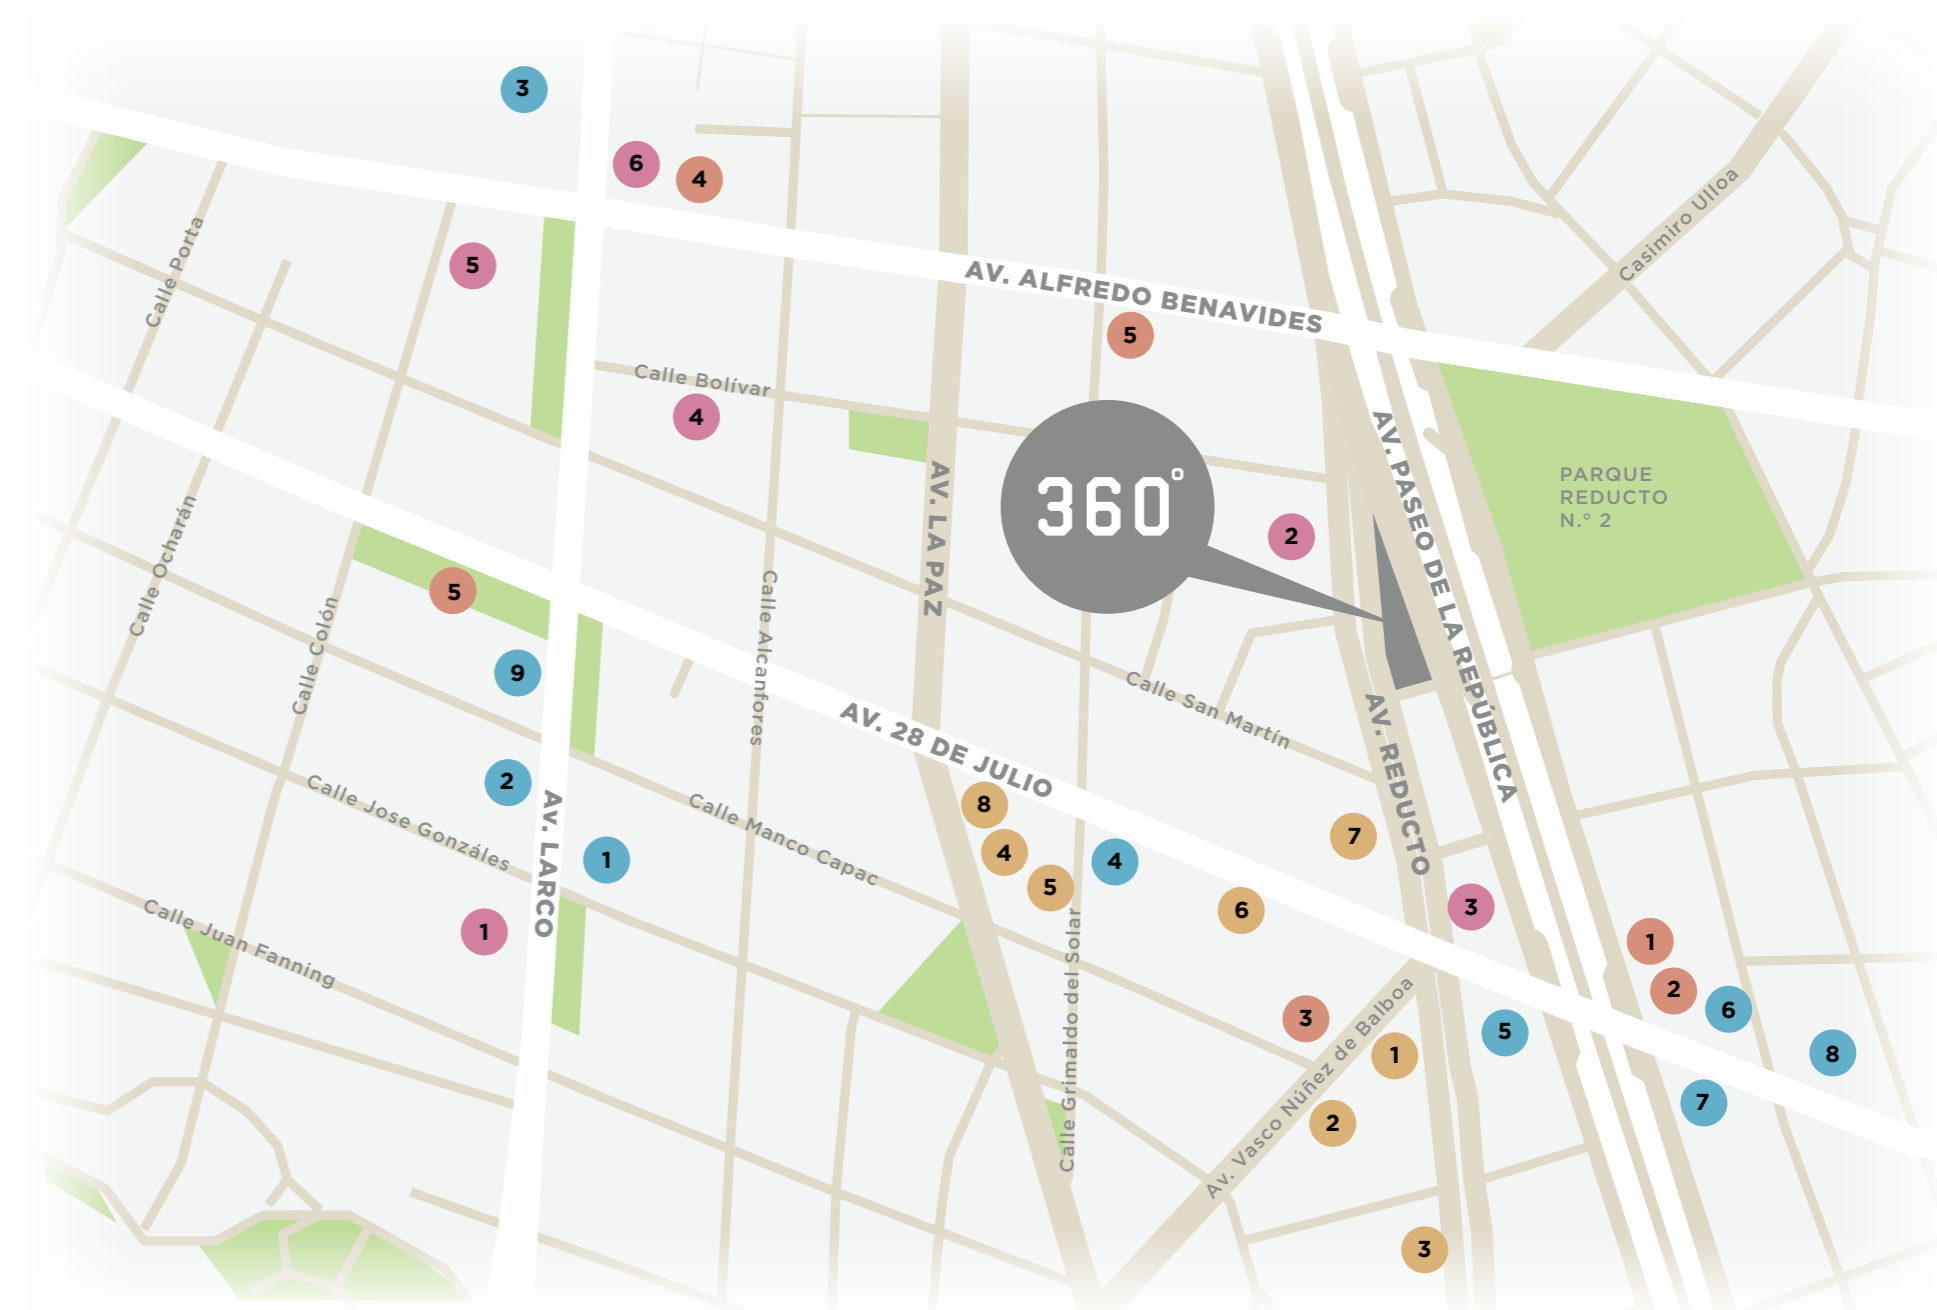 3
6
4
Calle Porta
5
Casimiro Ulloa
AV. ALFREDO BENAVIDES
5
Calle Bolívar
4
360°
AV. LA PAZ
AV. PASEO DE LA REPÚBLICA
PARQUE
REDUCTO
N.° 2
2
Calle Ocharán
5
Calle Colón
Calle Alcanfores
9
Calle San Martín
AV. 28 DE JULIO
AV. REDUCTO
2
Calle Jose Gonzáles
AV. LARCO
Calle Manco Capac
8
4
5
4
7
6
1
1
Calle Juan Fanning
3
1
2
6
8
7
5
3
1
2
Calle Grimaldo del Solar
Av. Vasco Núñez de Balboa
3